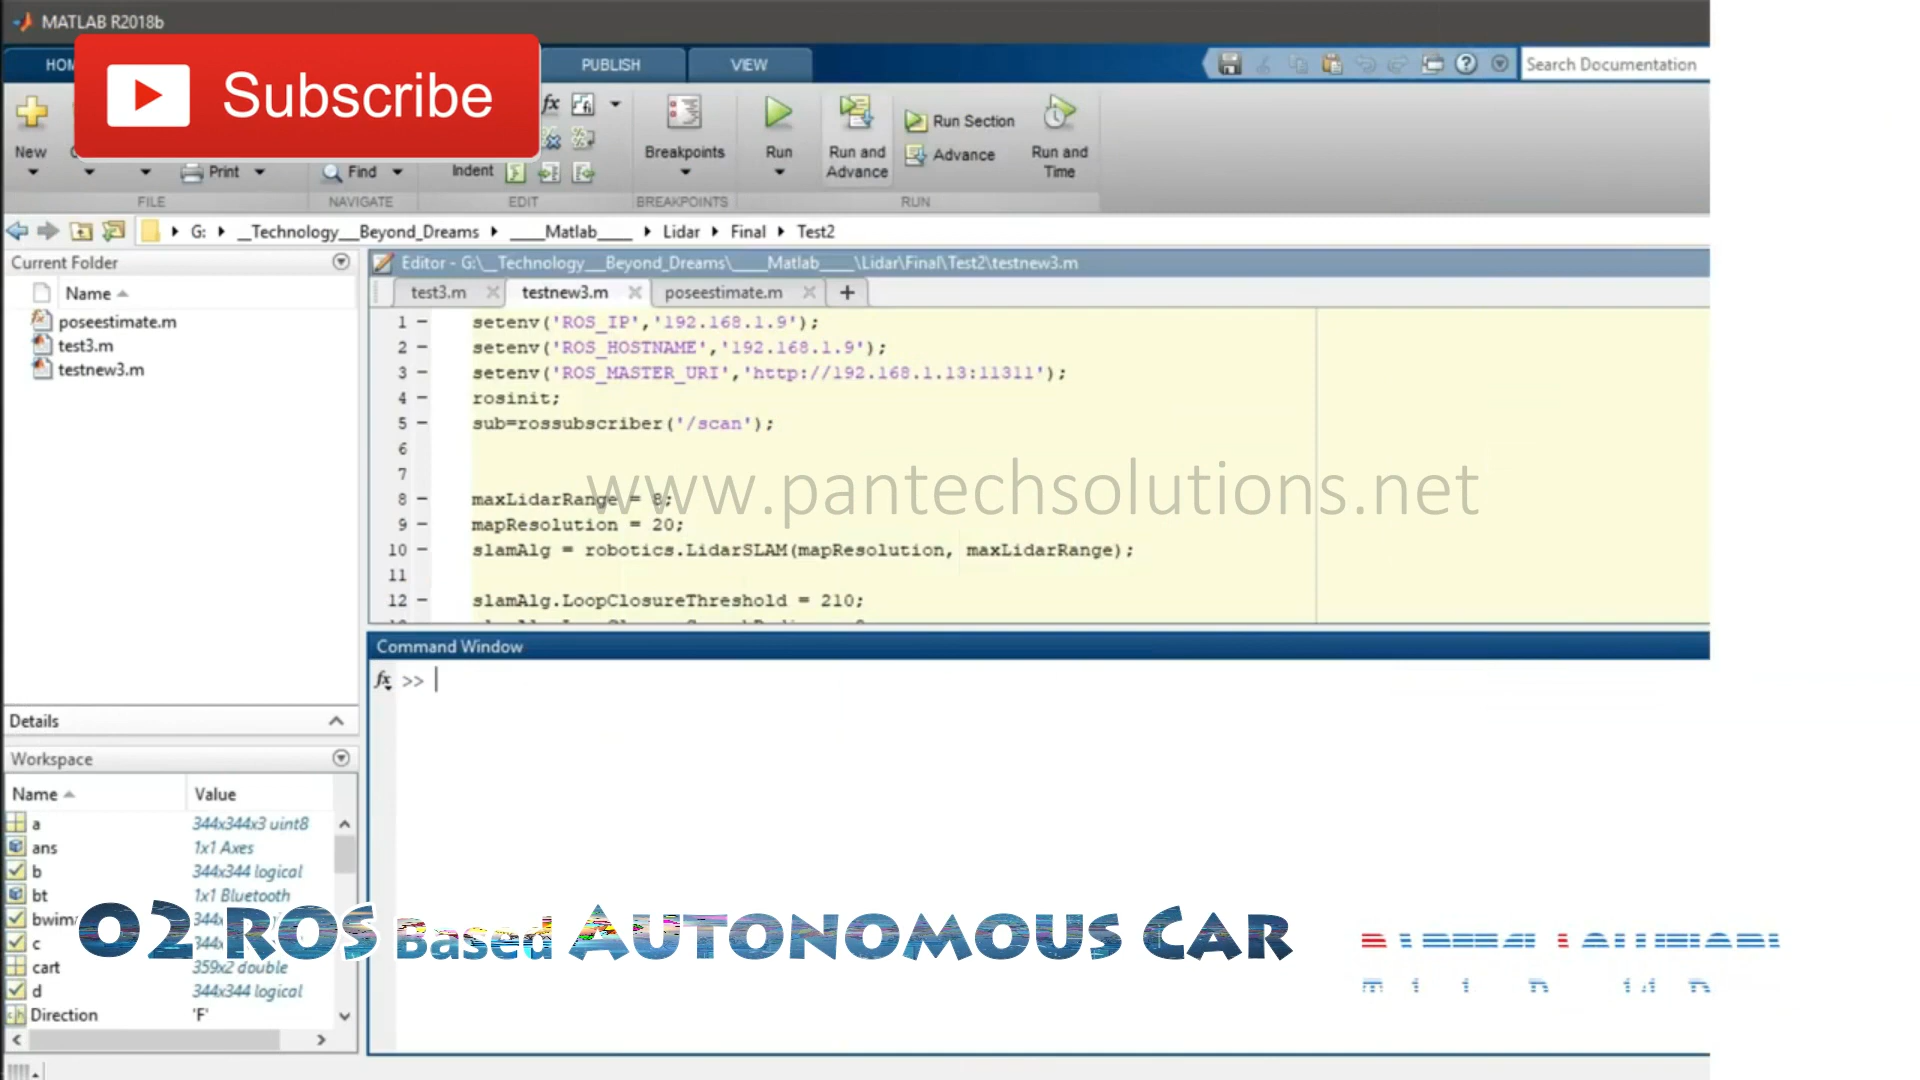 MATLAB R2018b
Subscribe
PUBLISH
VIEW
Search Documentation
New
Print
Find
Indent
Breakpoints
Run
Run and Advance
Run Section
Advance
Run and Time
FILE
NAVIGATE
EDIT
BREAKPOINTS
RUN
G: __Technology___Beyond_Dreams ____Matlab____ Lidar Final Test2
Current Folder
Name
poseestimate.m
test3.m
testnew3.m
Editor - G:\__Technology___Beyond_Dreams\____Matlab____\Lidar\Final\Test2\testnew3.m
test3.m testnew3.m poseestimate.m
1 setenv('ROS_IP','192.168.1.9');
2 setenv('ROS_HOSTNAME','192.168.1.9');
3 setenv('ROS_MASTER_URI','http://192.168.1.13:11311');
4 rosinit;
5 sub=rossubscriber('/scan');
6
7
www.pantechsolutions.net
8 maxLidarRange = 8;
9 mapResolution = 20;
10 slamAlg = robotics.LidarSLAM(mapResolution, maxLidarRange);
11
12 slamAlg.LoopClosureThreshold = 210;
Command Window
fx >>
Details
Workspace
Name Value
a 344x344x3 uint8
ans 1x1 Axes
b 344x344 logical
bt 1x1 Bluetooth
c
cart 359x2 double
d 344x344 logical
Direction 'F'
02 ROS Based Autonomous Car